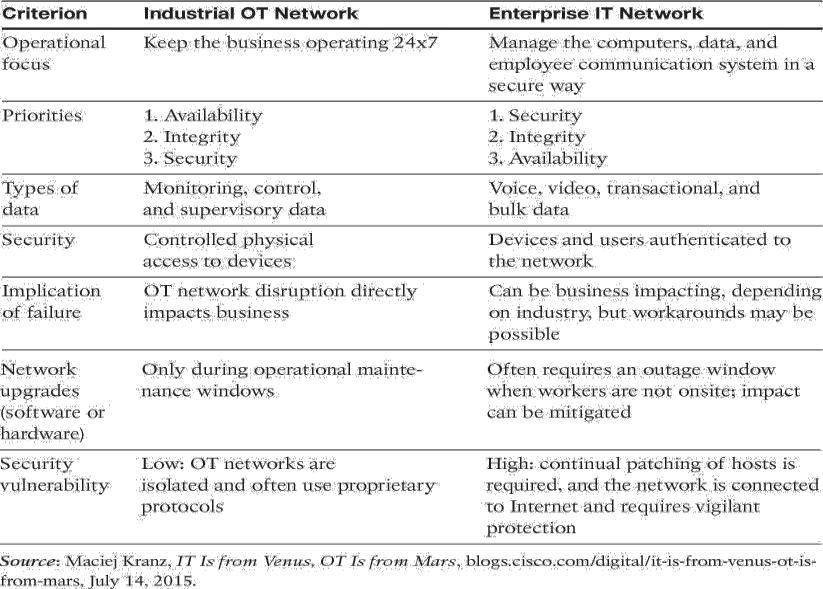 Criterion Industrial OT Network Enterprise IT Network
Operational Keep the business operating 24x7 Manage the computers, data, and
focus employee communication system in a
secure way
Priorities 1. Availability 1. Security
2. Integrity 2. Integrity
3. Security 3. Availability
Types of Monitoring, control, Voice, video, transactional, and
data and supervisory data bulk data
Security Controlled physical Devices and users authenticated to
access to devices the network
Implication OT network disruption directly Can be business impacting, depending
of failure impacts business on industry, but workarounds may be
possible
Network Only during operational mainte- Often requires an outage window
upgrades nance windows when workers are not onsite; impact
(software or can be mitigated
hardware)
Security Low: OT networks are High: continual patching of hosts is
vulnerability isolated and often use proprietary required, and the network is connected
protocols to Internet and requires vigilant
protection
Source: Maciej Kranz, IT Is from Venus, OT Is from Mars, blogs.cisco.com/digital/it-is-from-venus-ot-is-
from-mars, July 14, 2015.